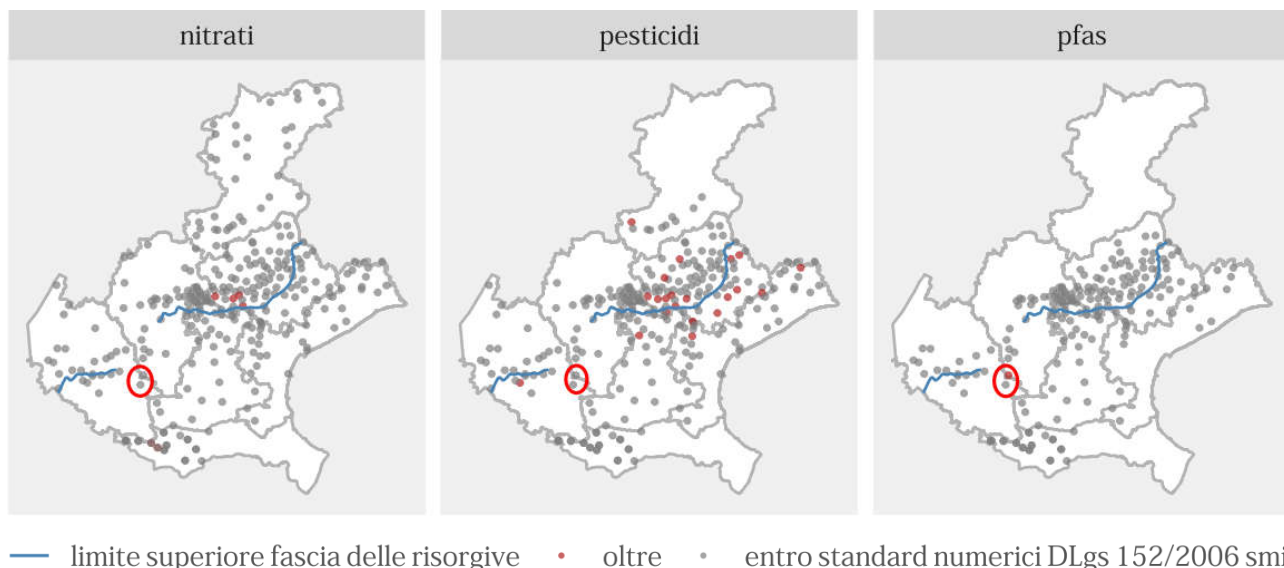 nitrati
pesticidi
pfas
limite superiore fascia delle risorgive
oltre
entro standard numerici DLgs 152/2006 smi